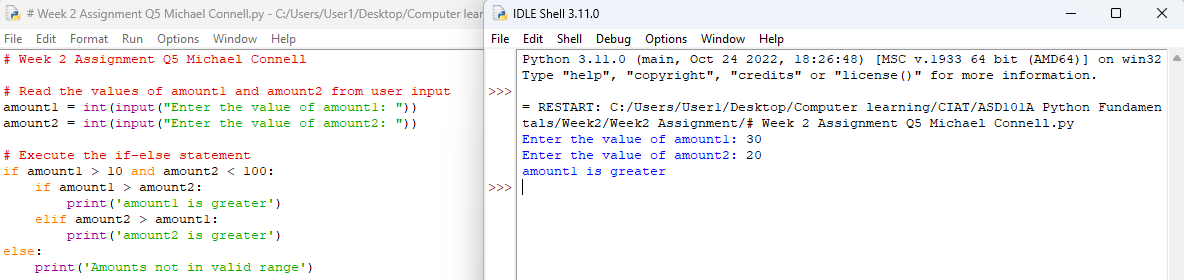 # Week 2 Assignment Q5 Michael Connell.py - C:/Users/User1/Desktop/Computer lear
File Edit Format Run Options Window Help
# Week 2 Assignment Q5 Michael Connell

# Read the values of amount1 and amount2 from user input
amount1 = int(input("Enter the value of amount1: "))
amount2 = int(input("Enter the value of amount2: "))

# Execute the if-else statement
if amount1 > 10 and amount2 < 100:
    if amount1 > amount2:
        print('amount1 is greater')
    elif amount2 > amount1:
        print('amount2 is greater')
else:
    print('Amounts not in valid range')
IDLE Shell 3.11.0
File Edit Shell Debug Options Window Help
Python 3.11.0 (main, Oct 24 2022, 18:26:48) [MSC v.1933 64 bit (AMD64)] on win32
Type "help", "copyright", "credits" or "license()" for more information.
>>>
= RESTART: C:/Users/User1/Desktop/Computer learning/CIAT/ASD101A Python Fundamen
tals/Week2/Week2 Assignment/# Week 2 Assignment Q5 Michael Connell.py
Enter the value of amount1: 30
Enter the value of amount2: 20
amount1 is greater
>>>